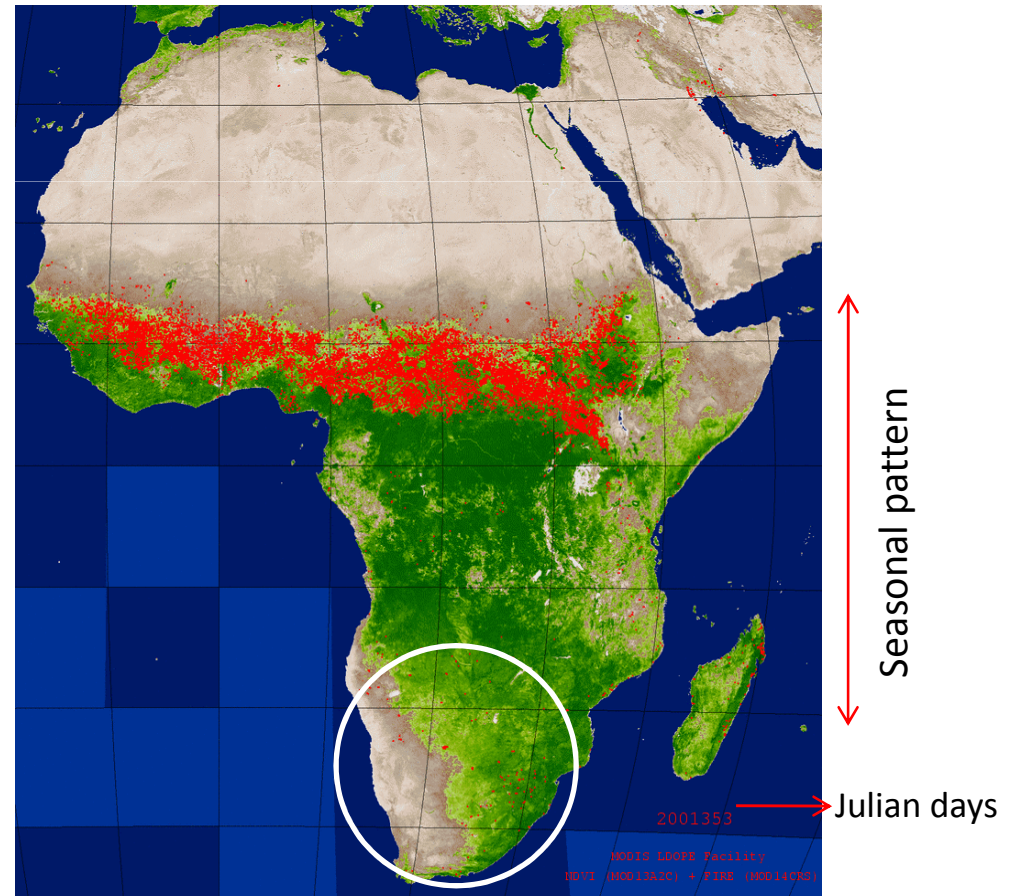 Seasonal pattern
2001353
Julian days
MODIS LDOPE Facility
NDVI (MOD13A2C) + FIRE (MOD14CRS)